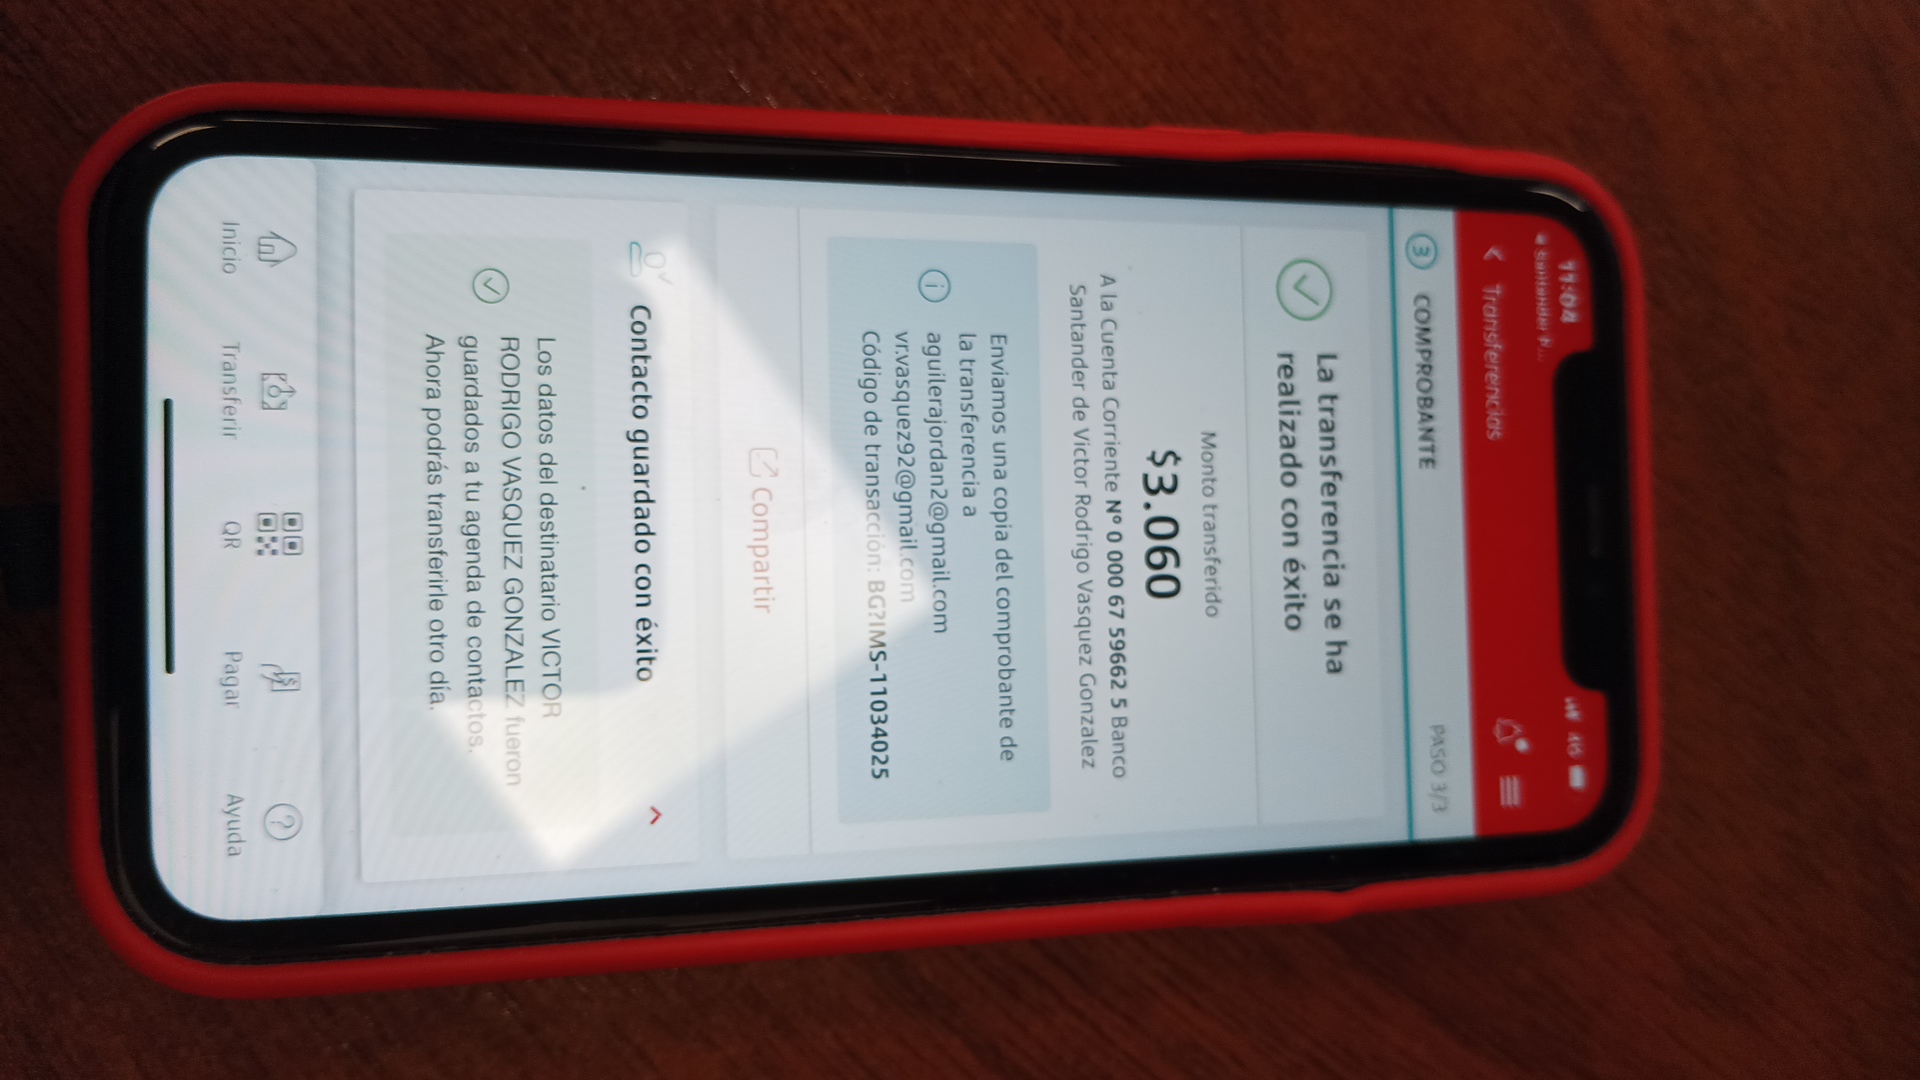 11:04
Transferencias
3 COMPROBANTE PASO 3/3
La transferencia se ha
realizado con éxito
Monto transferido
$3.060
A la Cuenta Corriente Nº 0 000 67 59662 5 Banco
Santander de Victor Rodrigo Vasquez Gonzalez
Enviamos una copia del comprobante de
la transferencia a
aguilerajordan2@gmail.com
vr.vasquez92@gmail.com
Código de transacción: BG?IMS-11034025
Compartir
Contacto guardado con éxito
Los datos del destinatario VICTOR
RODRIGO VASQUEZ GONZALEZ fueron
guardados a tu agenda de contactos.
Ahora podrás transferirle otro día.
Inicio Transferir QR Pagar Ayuda